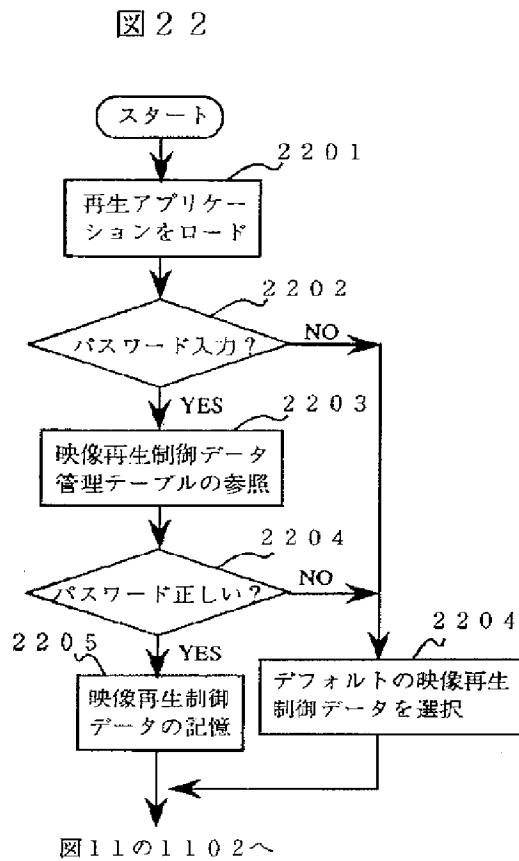 図２２
スタート
２２０１
再生アプリケー
ションをロード
２２０２
パスワード入力？
NO
YES
２２０３
映像再生制御データ
管理テーブルの参照
２２０４
パスワード正しい？
NO
YES
２２０５
映像再生制御
データの記憶
２２０４
デフォルトの映像再生
制御データを選択
図１１の１１０２へ